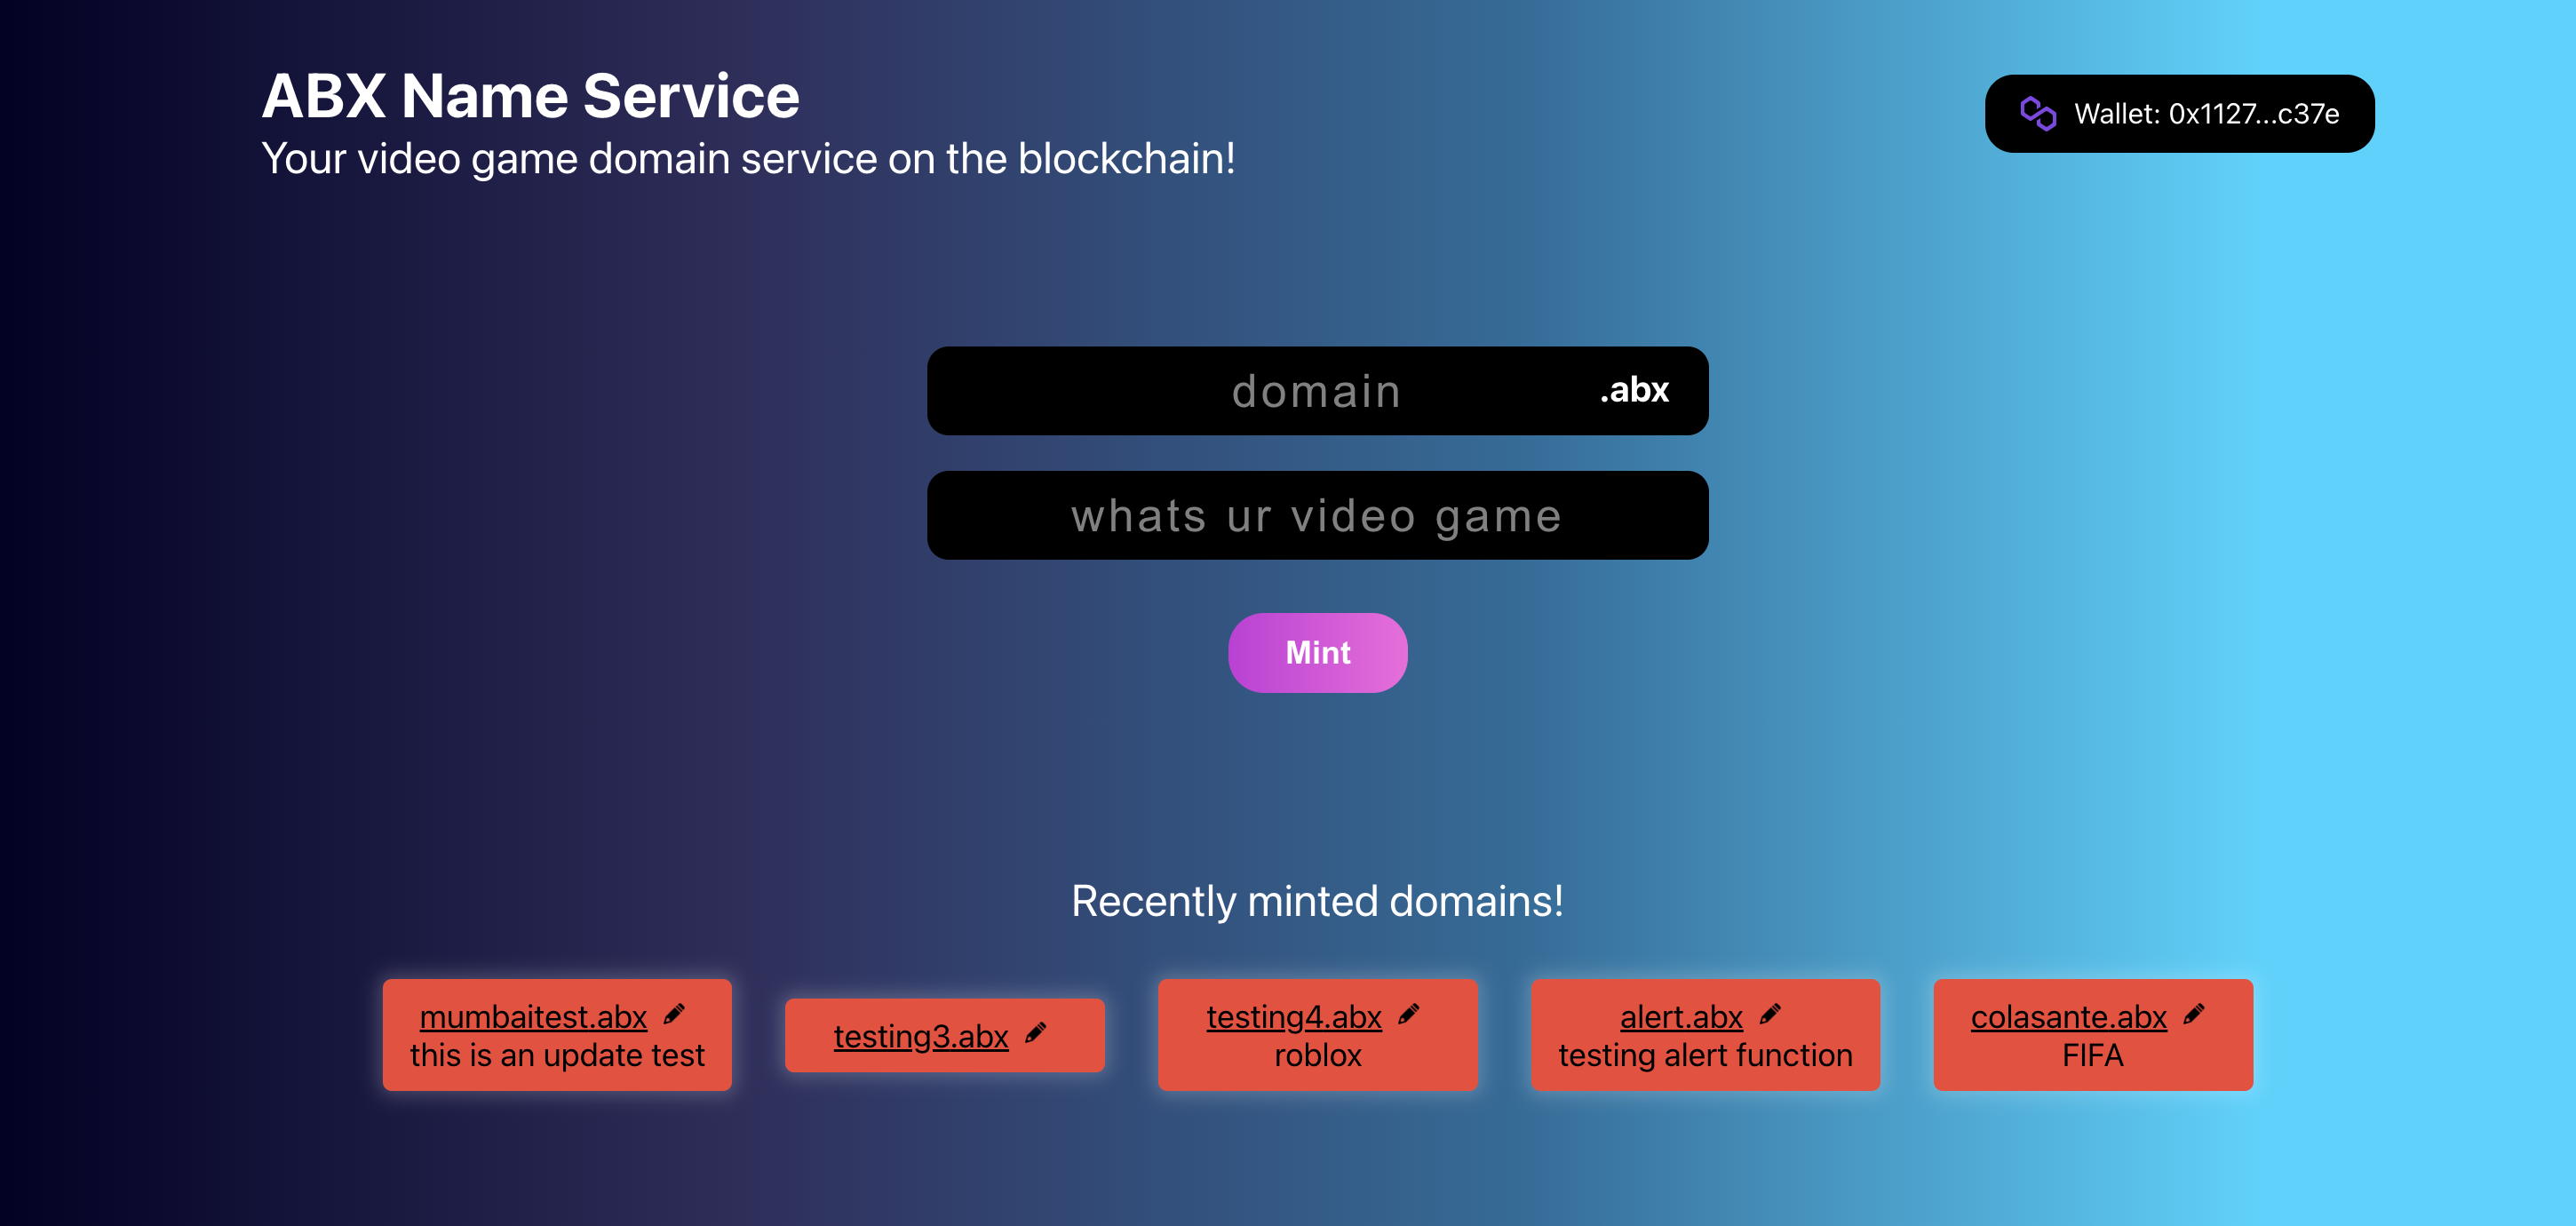 ABX Name Service
Your video game domain service on the blockchain!
Wallet: 0x1127...c37e
domain
.abx
whats ur video game
Mint
Recently minted domains!
mumbaitest.abx
this is an update test
testing3.abx
testing4.abx
roblox
alert.abx
testing alert function
colasante.abx
FIFA